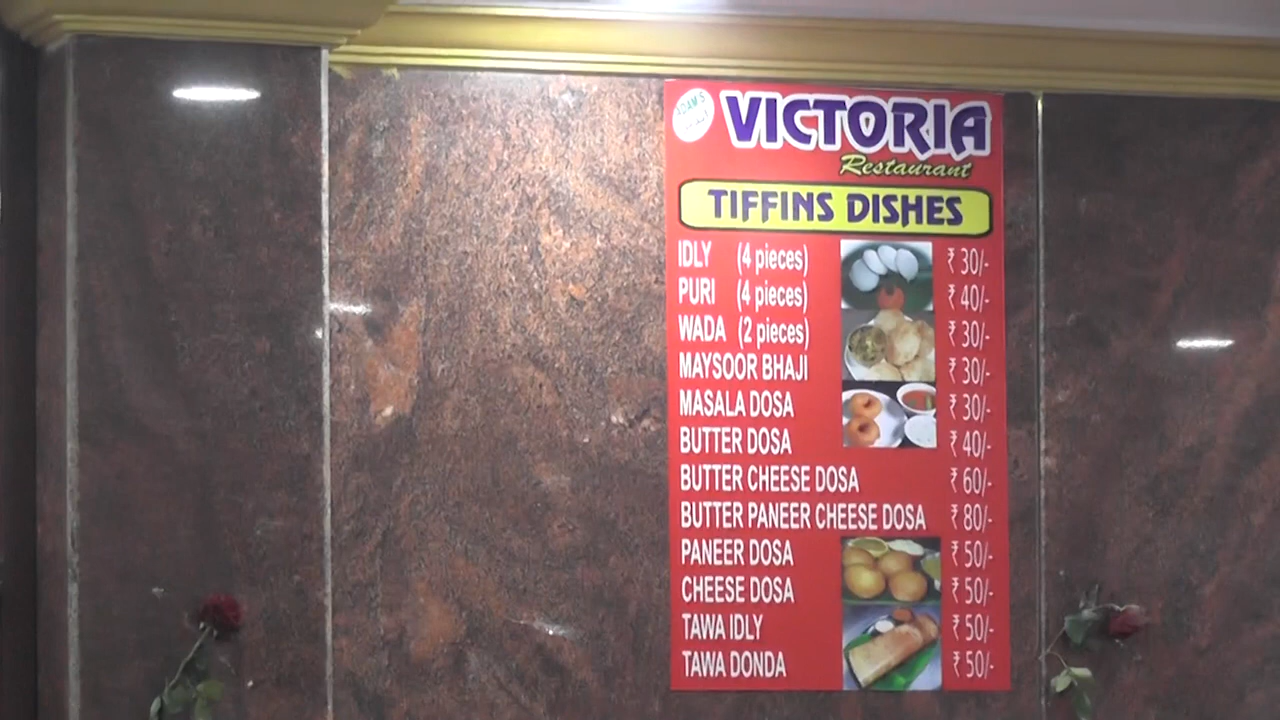 ADAM'S
VICTORIA
Restaurant
TIFFINS DISHES
IDLY (4 pieces) ₹ 30/-
PURI (4 pieces) ₹ 40/-
WADA (2 pieces) ₹ 30/-
MAYSOOR BHAJI ₹ 30/-
MASALA DOSA ₹ 30/-
BUTTER DOSA ₹ 40/-
BUTTER CHEESE DOSA ₹ 60/-
BUTTER PANEER CHEESE DOSA ₹ 80/-
PANEER DOSA ₹ 50/-
CHEESE DOSA ₹ 50/-
TAWA IDLY ₹ 50/-
TAWA DONDA ₹ 50/-